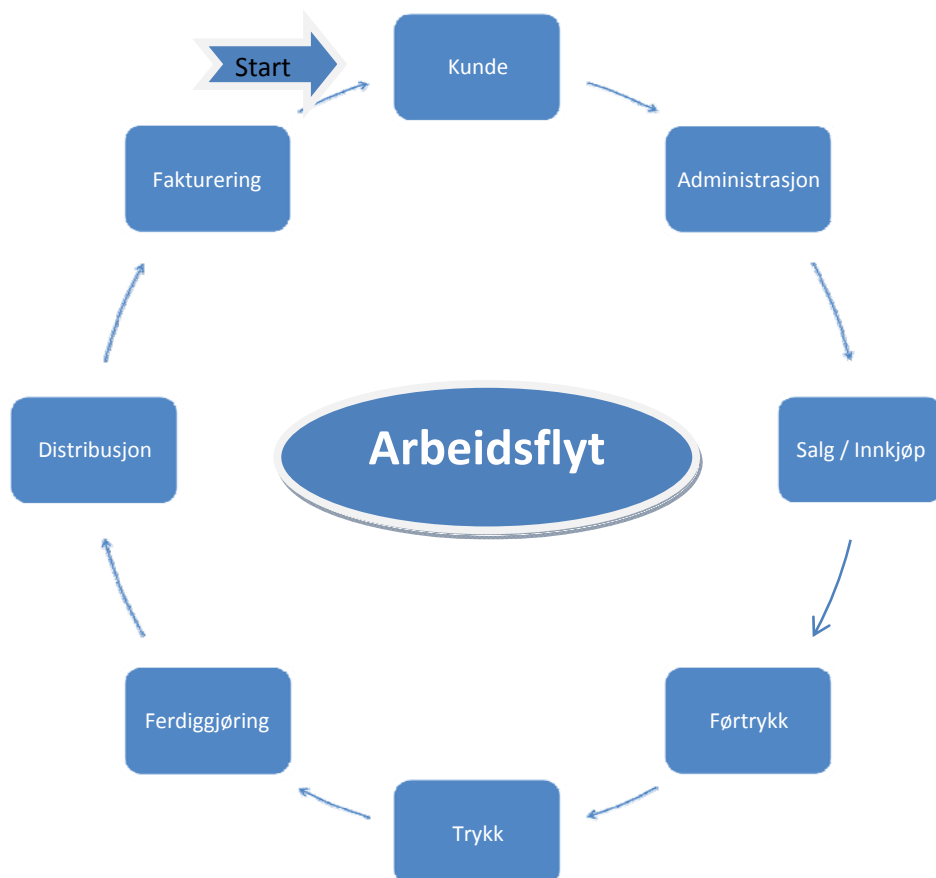 Start
Kunde
Administrasjon
Salg / Innkjøp
Førtrykk
Trykk
Ferdiggjøring
Distribusjon
Fakturering
Arbeidsflyt